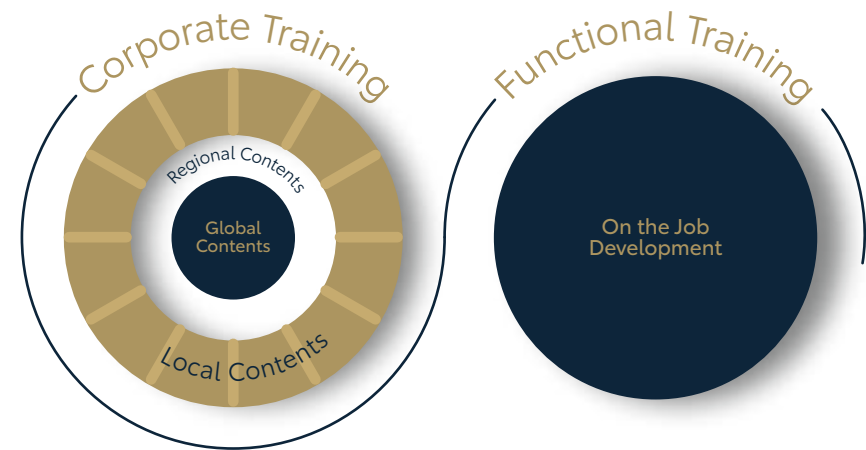 Corporate Training
Regional Contents
Global
Contents
Local Contents
Functional Training
On the Job
Development